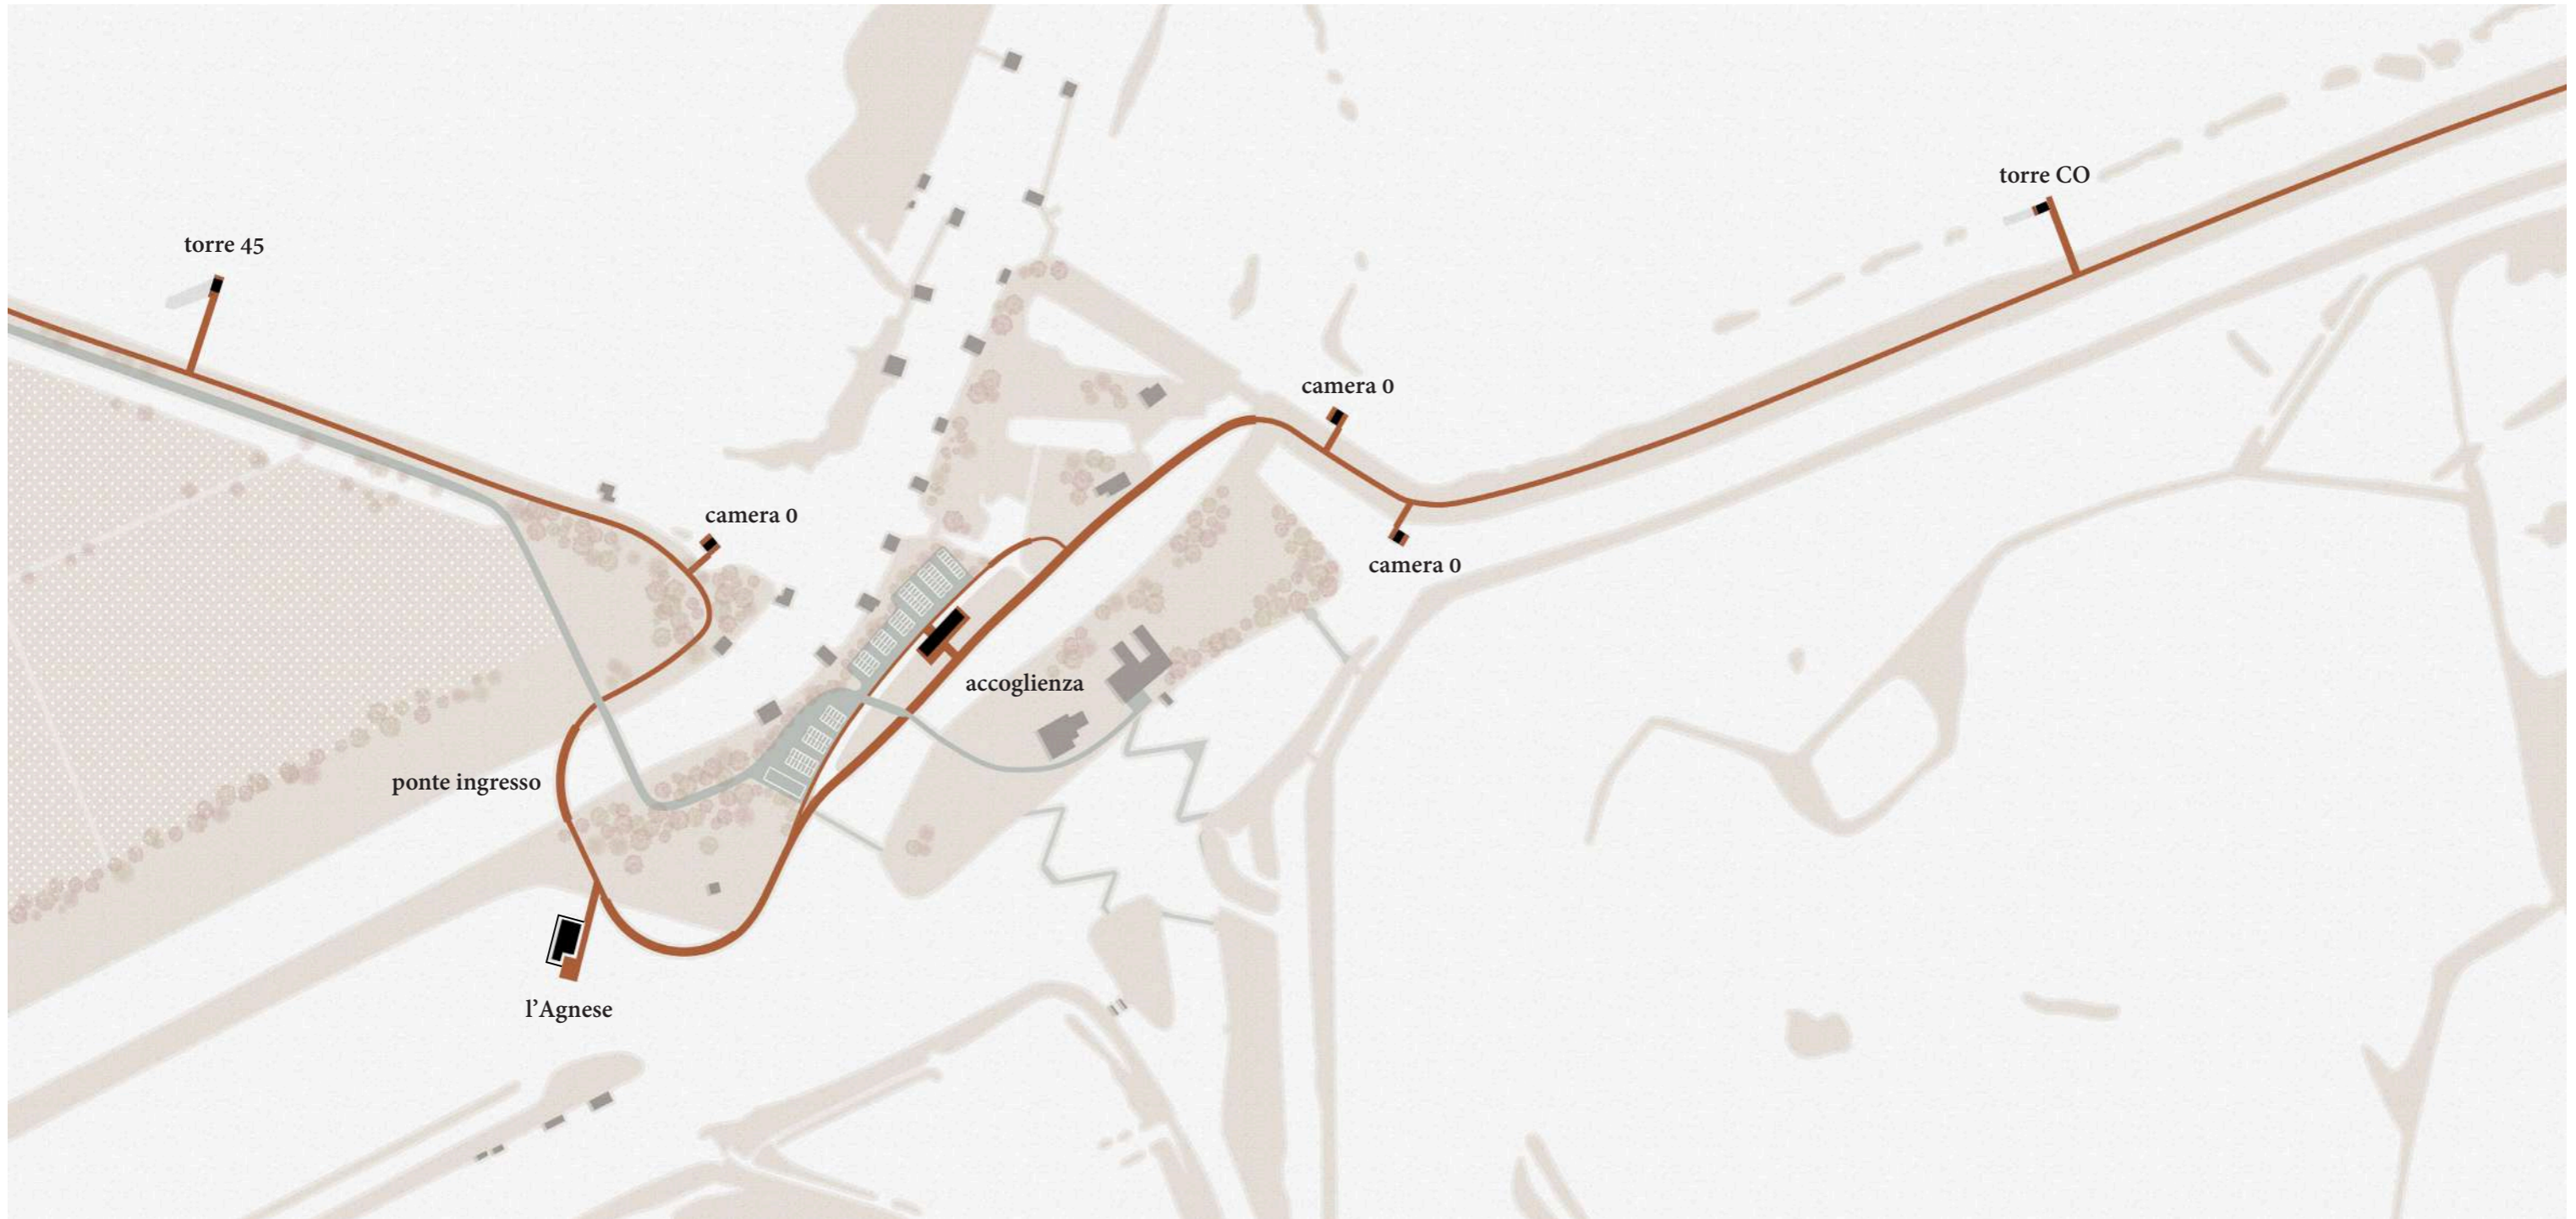 torre CO
torre 45
camera 0
camera 0
camera 0
accoglienza
ponte ingresso
l’Agnese